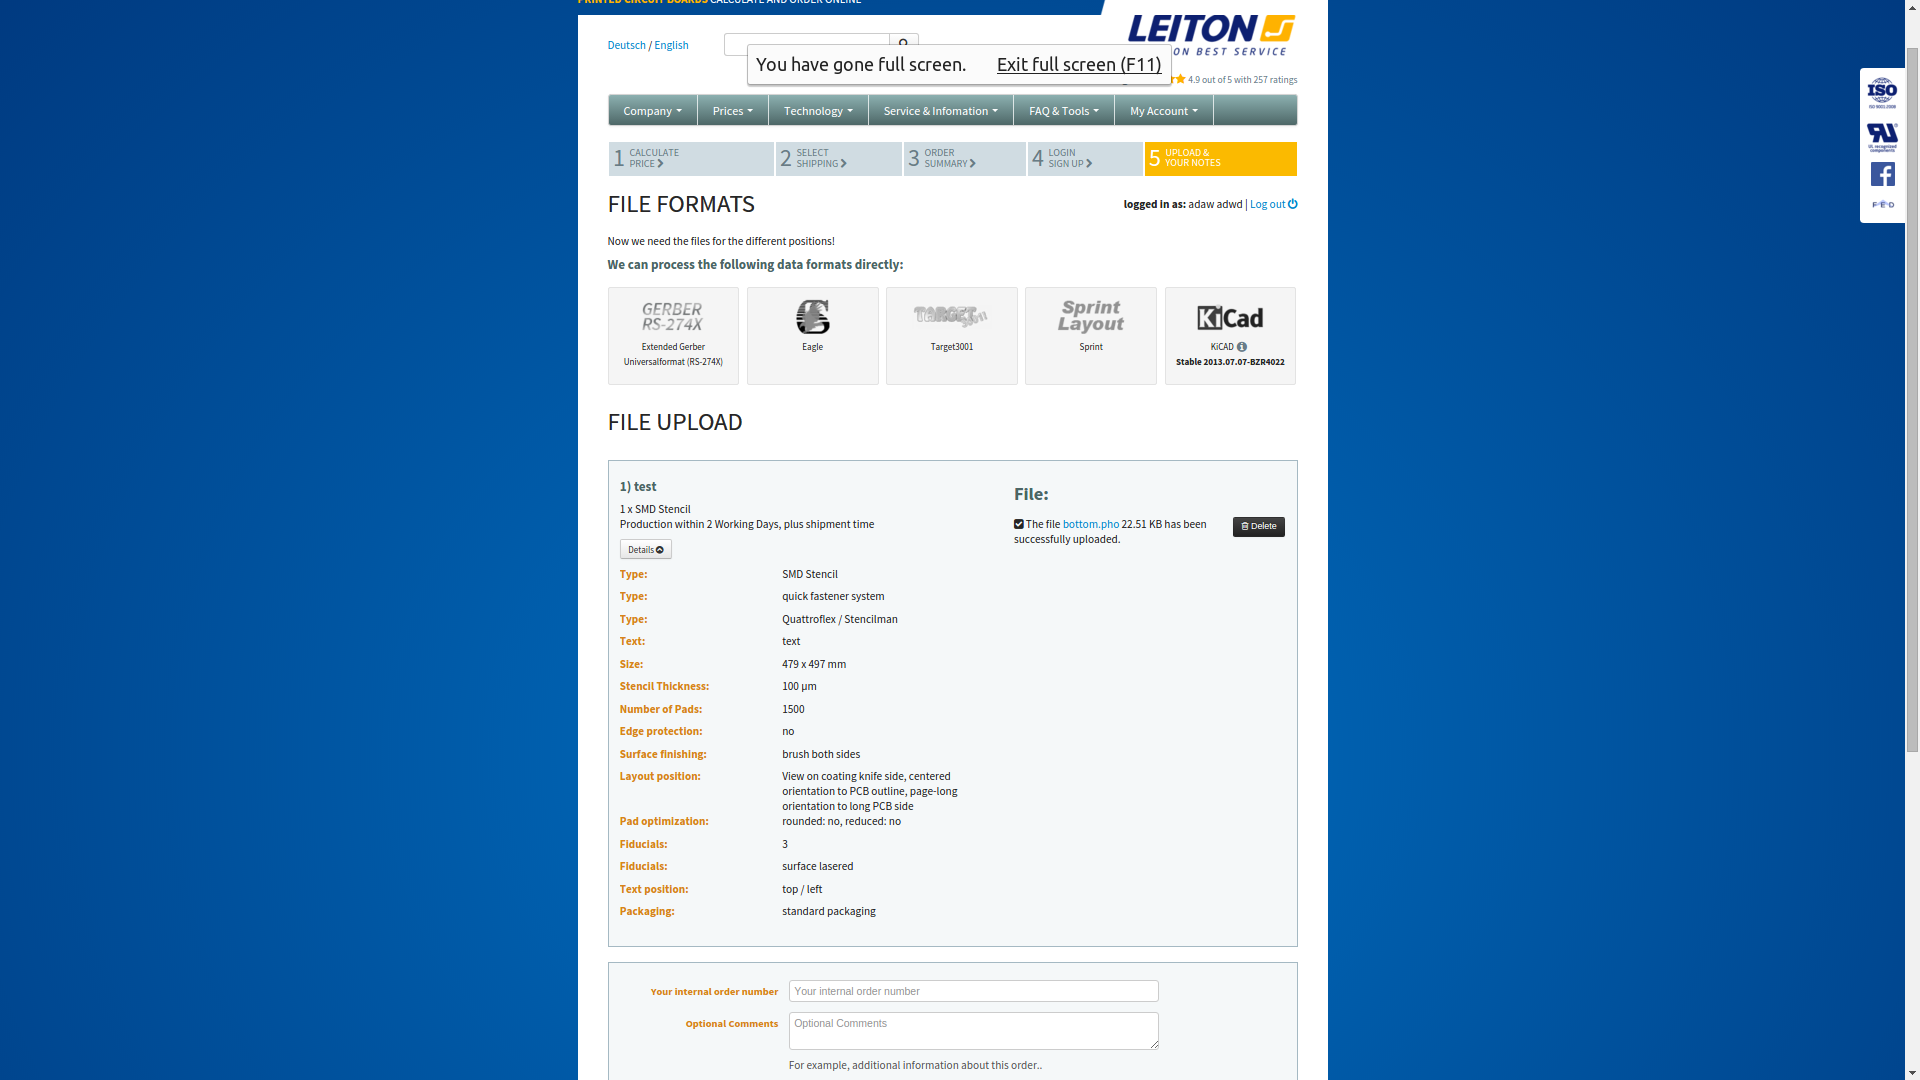 PRINTED CIRCUIT BOARDS CALCULATE AND ORDER ONLINE
LEITON
ON BEST SERVICE
Deutsch / English
You have gone full screen. Exit full screen (F11)
4.9 out of 5 with 257 ratings
Company Prices Technology Service & Infomation FAQ & Tools My Account
1 CALCULATE PRICE
2 SELECT SHIPPING
3 ORDER SUMMARY
4 LOGIN SIGN UP
5 UPLOAD & YOUR NOTES
FILE FORMATS
logged in as: adaw adwd | Log out
Now we need the files for the different positions!
We can process the following data formats directly:
GERBER
RS-274X
Extended Gerber
Universalformat (RS-274X)
Eagle
TARGET 3001!
Target3001
Sprint
Layout
Sprint
KiCad
KiCAD
Stable 2013.07.07-BZR4022
FILE UPLOAD
1) test
1 x SMD Stencil
Production within 2 Working Days, plus shipment time
Details
File:
The file bottom.pho 22.51 KB has been
successfully uploaded.
Delete
Type: SMD Stencil
Type: quick fastener system
Type: Quattroflex / Stencilman
Text: text
Size: 479 x 497 mm
Stencil Thickness: 100 µm
Number of Pads: 1500
Edge protection: no
Surface finishing: brush both sides
Layout position: View on coating knife side, centered
orientation to PCB outline, page-long
orientation to long PCB side
Pad optimization: rounded: no, reduced: no
Fiducials: 3
Fiducials: surface lasered
Text position: top / left
Packaging: standard packaging
Your internal order number Your internal order number
Optional Comments Optional Comments
For example, additional information about this order..
ISO
ISO 9001:2008
UL recognized
components
FED